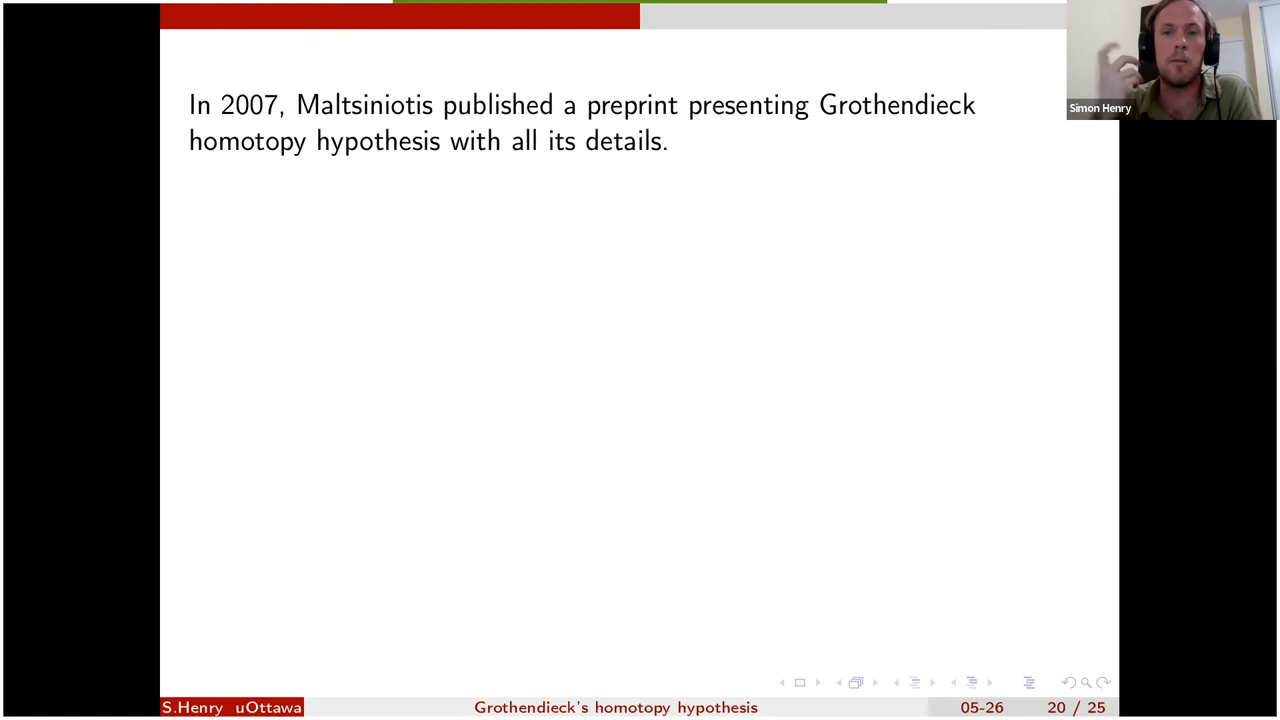 In 2007, Maltsiniotis published a preprint presenting Grothendieck
homotopy hypothesis with all its details.
Simon Henry
S.Henry uOttawa
Grothendieck's homotopy hypothesis
05-26
20 / 25